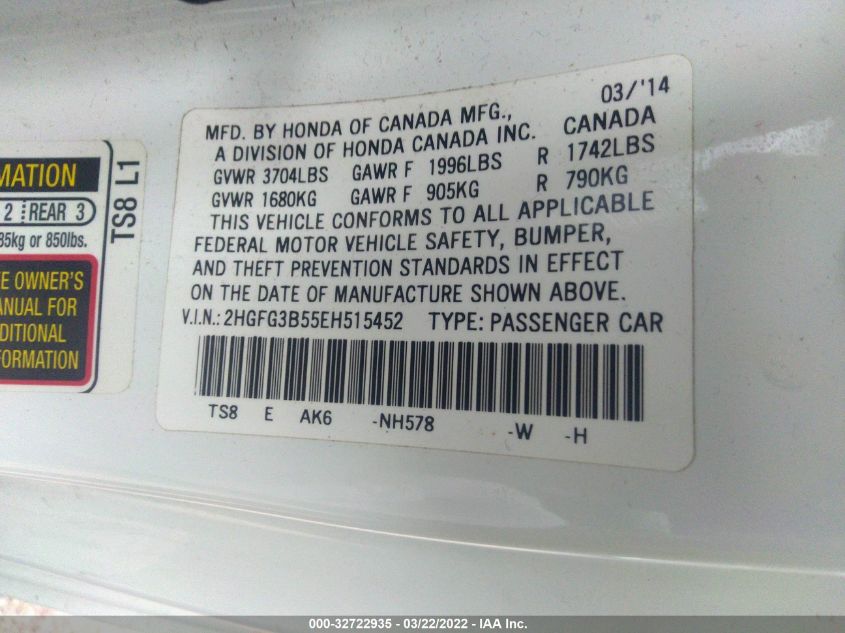 MATION
2 REAR 3
85kg or 850lbs.
E OWNER'S
ANUAL FOR
DITIONAL
FORMATION
TS8 L1
03/'14
MFD. BY HONDA OF CANADA MFG.,
A DIVISION OF HONDA CANADA INC. CANADA
GVWR 3704LBS GAWR F 1996LBS R 1742LBS
GVWR 1680KG GAWR F 905KG R 790KG
THIS VEHICLE CONFORMS TO ALL APPLICABLE
FEDERAL MOTOR VEHICLE SAFETY, BUMPER,
AND THEFT PREVENTION STANDARDS IN EFFECT
ON THE DATE OF MANUFACTURE SHOWN ABOVE.
V.I.N.: 2HGFG3B55EH515452 TYPE: PASSENGER CAR
TS8 E AK6 -NH578 -W -H
000-32722935 - 03/22/2022 - IAA Inc.